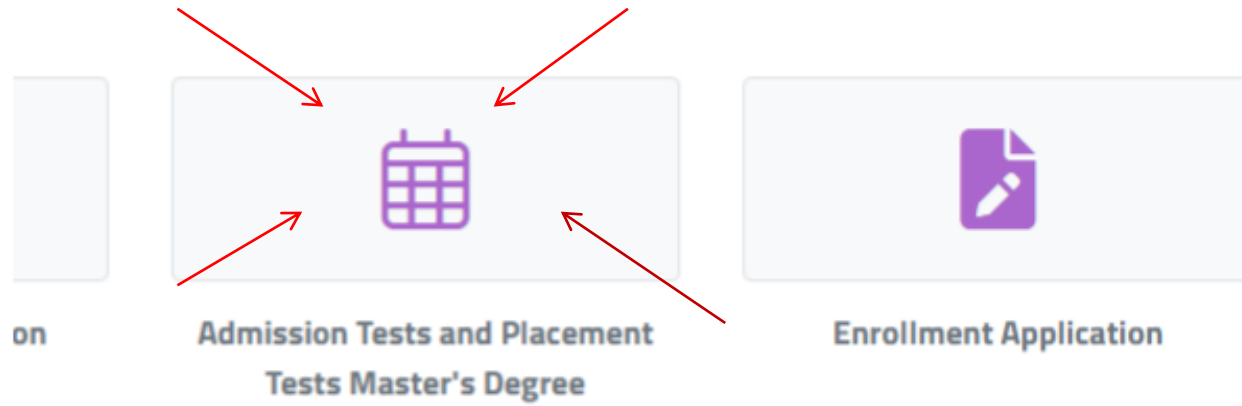 on
Admission Tests and Placement
Tests Master's Degree
Enrollment Application